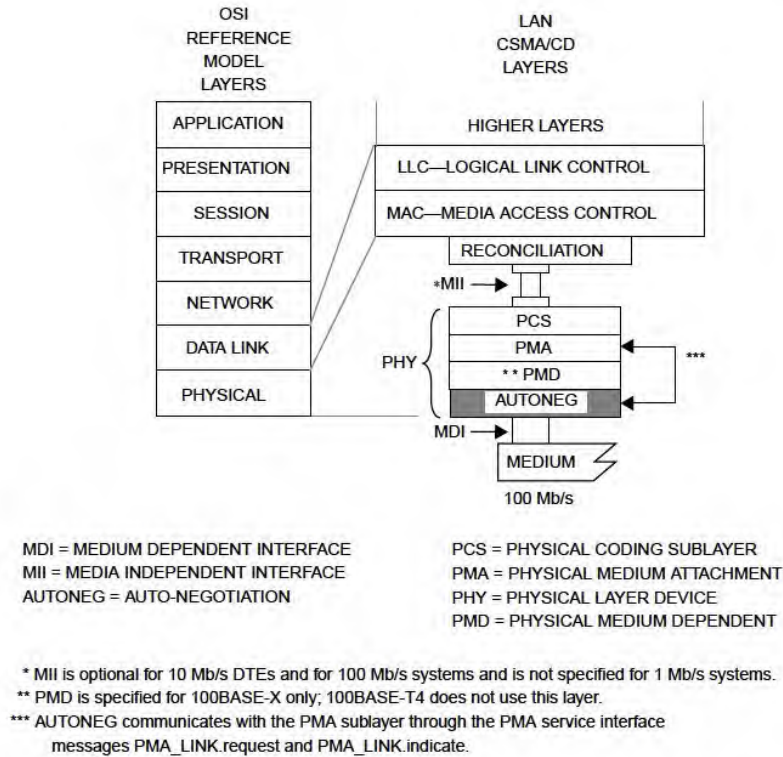 OSI
REFERENCE
MODEL
LAYERS
LAN
CSMA/CD
LAYERS
APPLICATION
PRESENTATION
SESSION
TRANSPORT
NETWORK
DATA LINK
PHYSICAL
HIGHER LAYERS
LLC—LOGICAL LINK CONTROL
MAC—MEDIA ACCESS CONTROL
RECONCILIATION
*MII
PHY
PCS
PMA
** PMD
AUTONEG
***
MDI
MEDIUM
100 Mb/s
MDI = MEDIUM DEPENDENT INTERFACE
MII = MEDIA INDEPENDENT INTERFACE
AUTONEG = AUTO-NEGOTIATION
PCS = PHYSICAL CODING SUBLAYER
PMA = PHYSICAL MEDIUM ATTACHMENT
PHY = PHYSICAL LAYER DEVICE
PMD = PHYSICAL MEDIUM DEPENDENT
* MII is optional for 10 Mb/s DTEs and for 100 Mb/s systems and is not specified for 1 Mb/s systems.
** PMD is specified for 100BASE-X only; 100BASE-T4 does not use this layer.
*** AUTONEG communicates with the PMA sublayer through the PMA service interface
messages PMA_LINK.request and PMA_LINK.indicate.